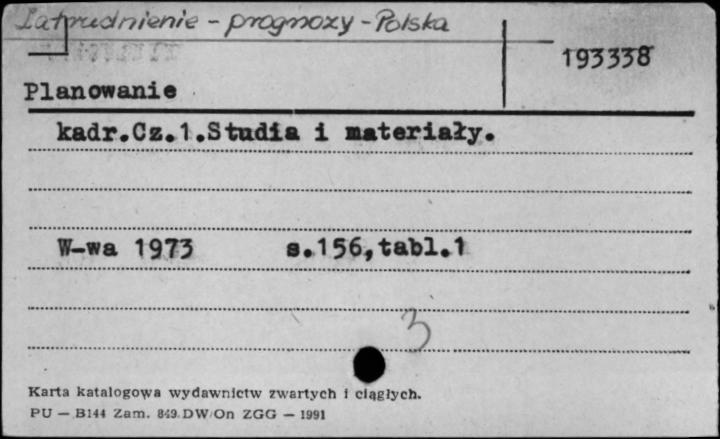 Zatrudnienie - prognozy - Polska
193338
Planowanie
kadr.Cz.1.Studia i materiały.
W-wa 1973 s.156,tabl.1
3
Karta katalogowa wydawnictw zwartych i ciągłych.
PU — B144 Zam. 849 DW/On ZGG — 1991